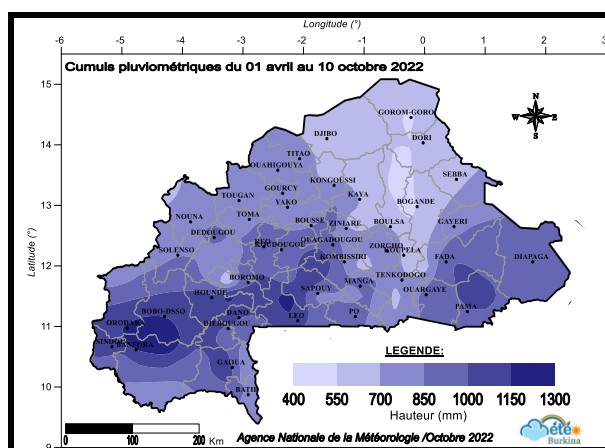 Longitude (°)
-6 -5 -4 -3 -2 -1 0 1 2 3
Cumuls pluviométriques du 01 avril au 10 octobre 2022
15
14
13
12
11
10
9
Latitude (°)
N
W E
S
GOROM-GORO
DJIBO
DORI
TITAO
OUAHIGOUYA
SEBBA
KONGOUSSI
GOURCY
TOUGAN
KAYA
YAKO
BOGANDE
NOUNA
TOMA
BOUSSE
ZINIARE
BOULSA
GAYERI
DEDOUGOU
REO
KOUDOUGOU
OUAGADOUGOU
ZORGHO
KOUPELA
SOLENSO
KOMBISSIRI
FADA
DIAPAGA
BOROMO
TENKODOGO
HOUNDE
SAPOUY
MANGA
OUARGAYE
BOBO-DSSO
DANO
LEO
PO
PAMA
ORODARA
DIEBOUGOU
SINDOU
BANFORA
GAOUA
BATIE
LEGENDE:
400 550 700 850 1000 1150 1300
Hauteur (mm)
0 100 200
Km
Agence Nationale de la Météorologie /Octobre 2022
météo
Burkina